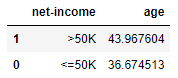 net-income age
1 >50K 43.967604
0 <=50K 36.674513